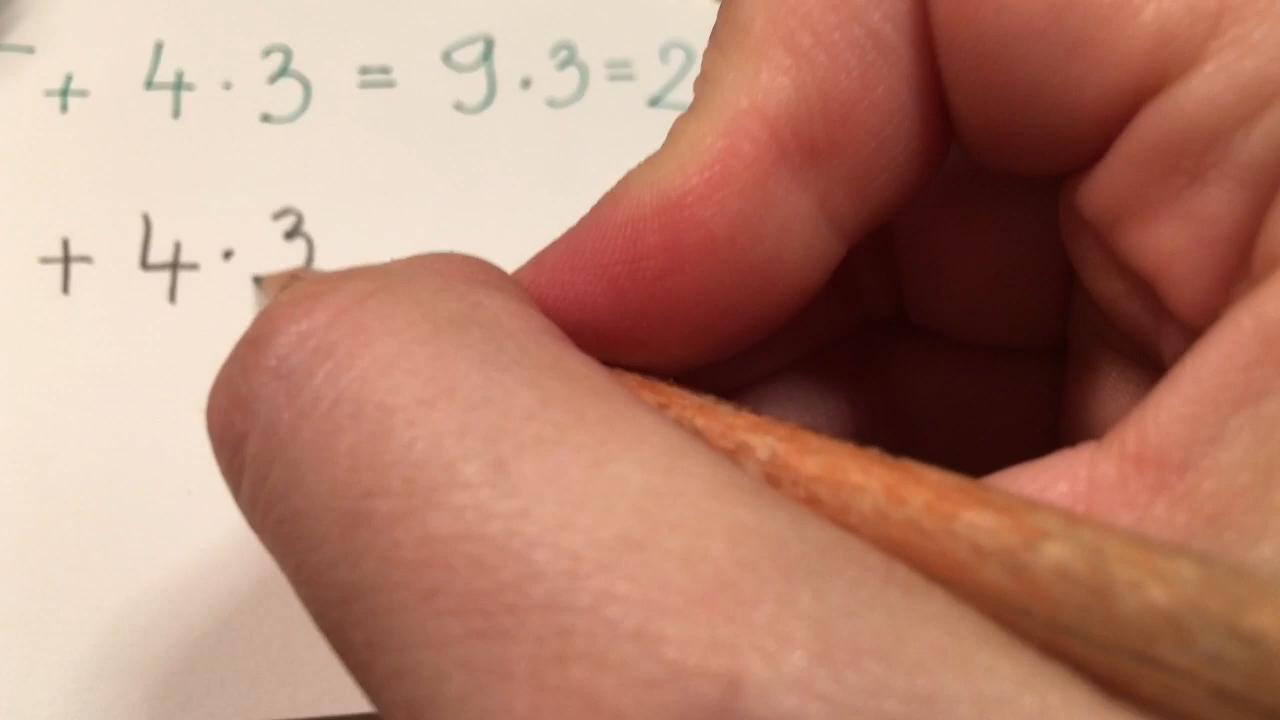 + 4 · 3 = 9 · 3 = 2
+ 4 · 3